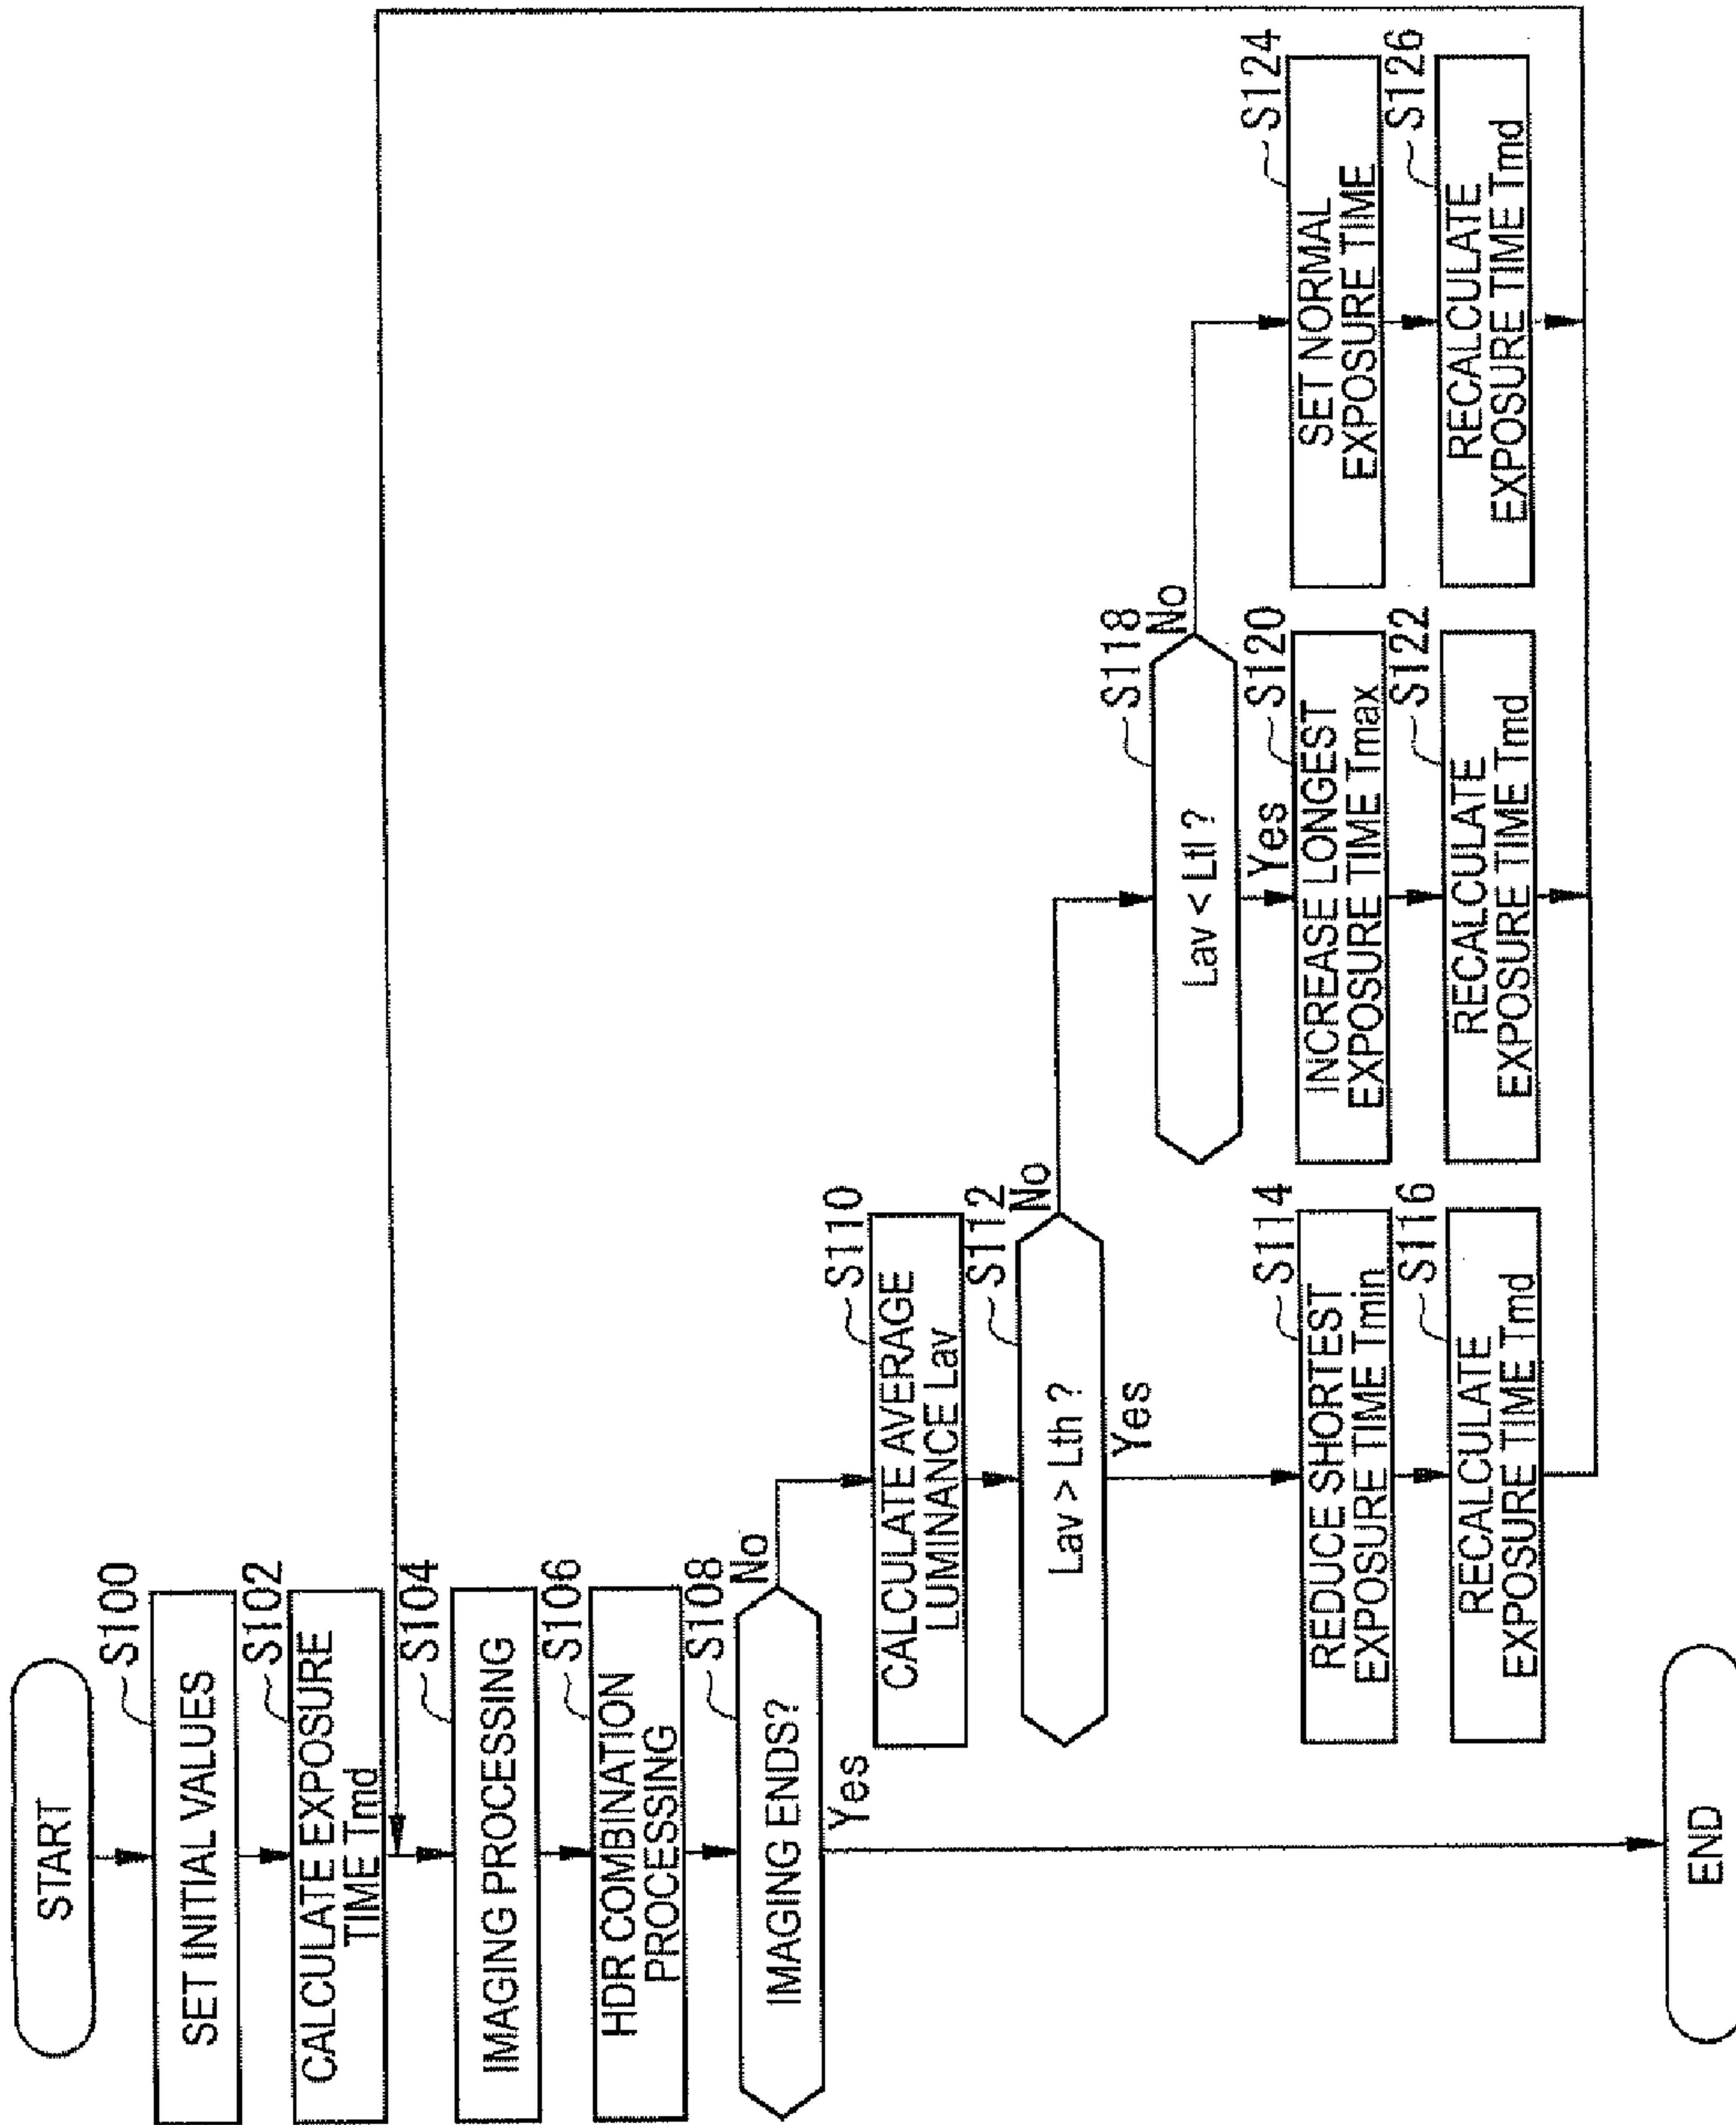 START
S100
SET INITIAL VALUES
S102
CALCULATE EXPOSURE
TIME Tmd
S104
IMAGING PROCESSING
S106
HDR COMBINATION
PROCESSING
S108
IMAGING ENDS?
No
Yes
S110
CALCULATE AVERAGE
LUMINANCE Lav
S112
Lav > Lth ?
No
Yes
S114
REDUCE SHORTEST
EXPOSURE TIME Tmin
S116
RECALCULATE
EXPOSURE TIME Tmd
S118
Lav < Ltl ?
No
Yes
S120
INCREASE LONGEST
EXPOSURE TIME Tmax
S122
RECALCULATE
EXPOSURE TIME Tmd
S124
SET NORMAL
EXPOSURE TIME
S126
RECALCULATE
EXPOSURE TIME Tmd
END